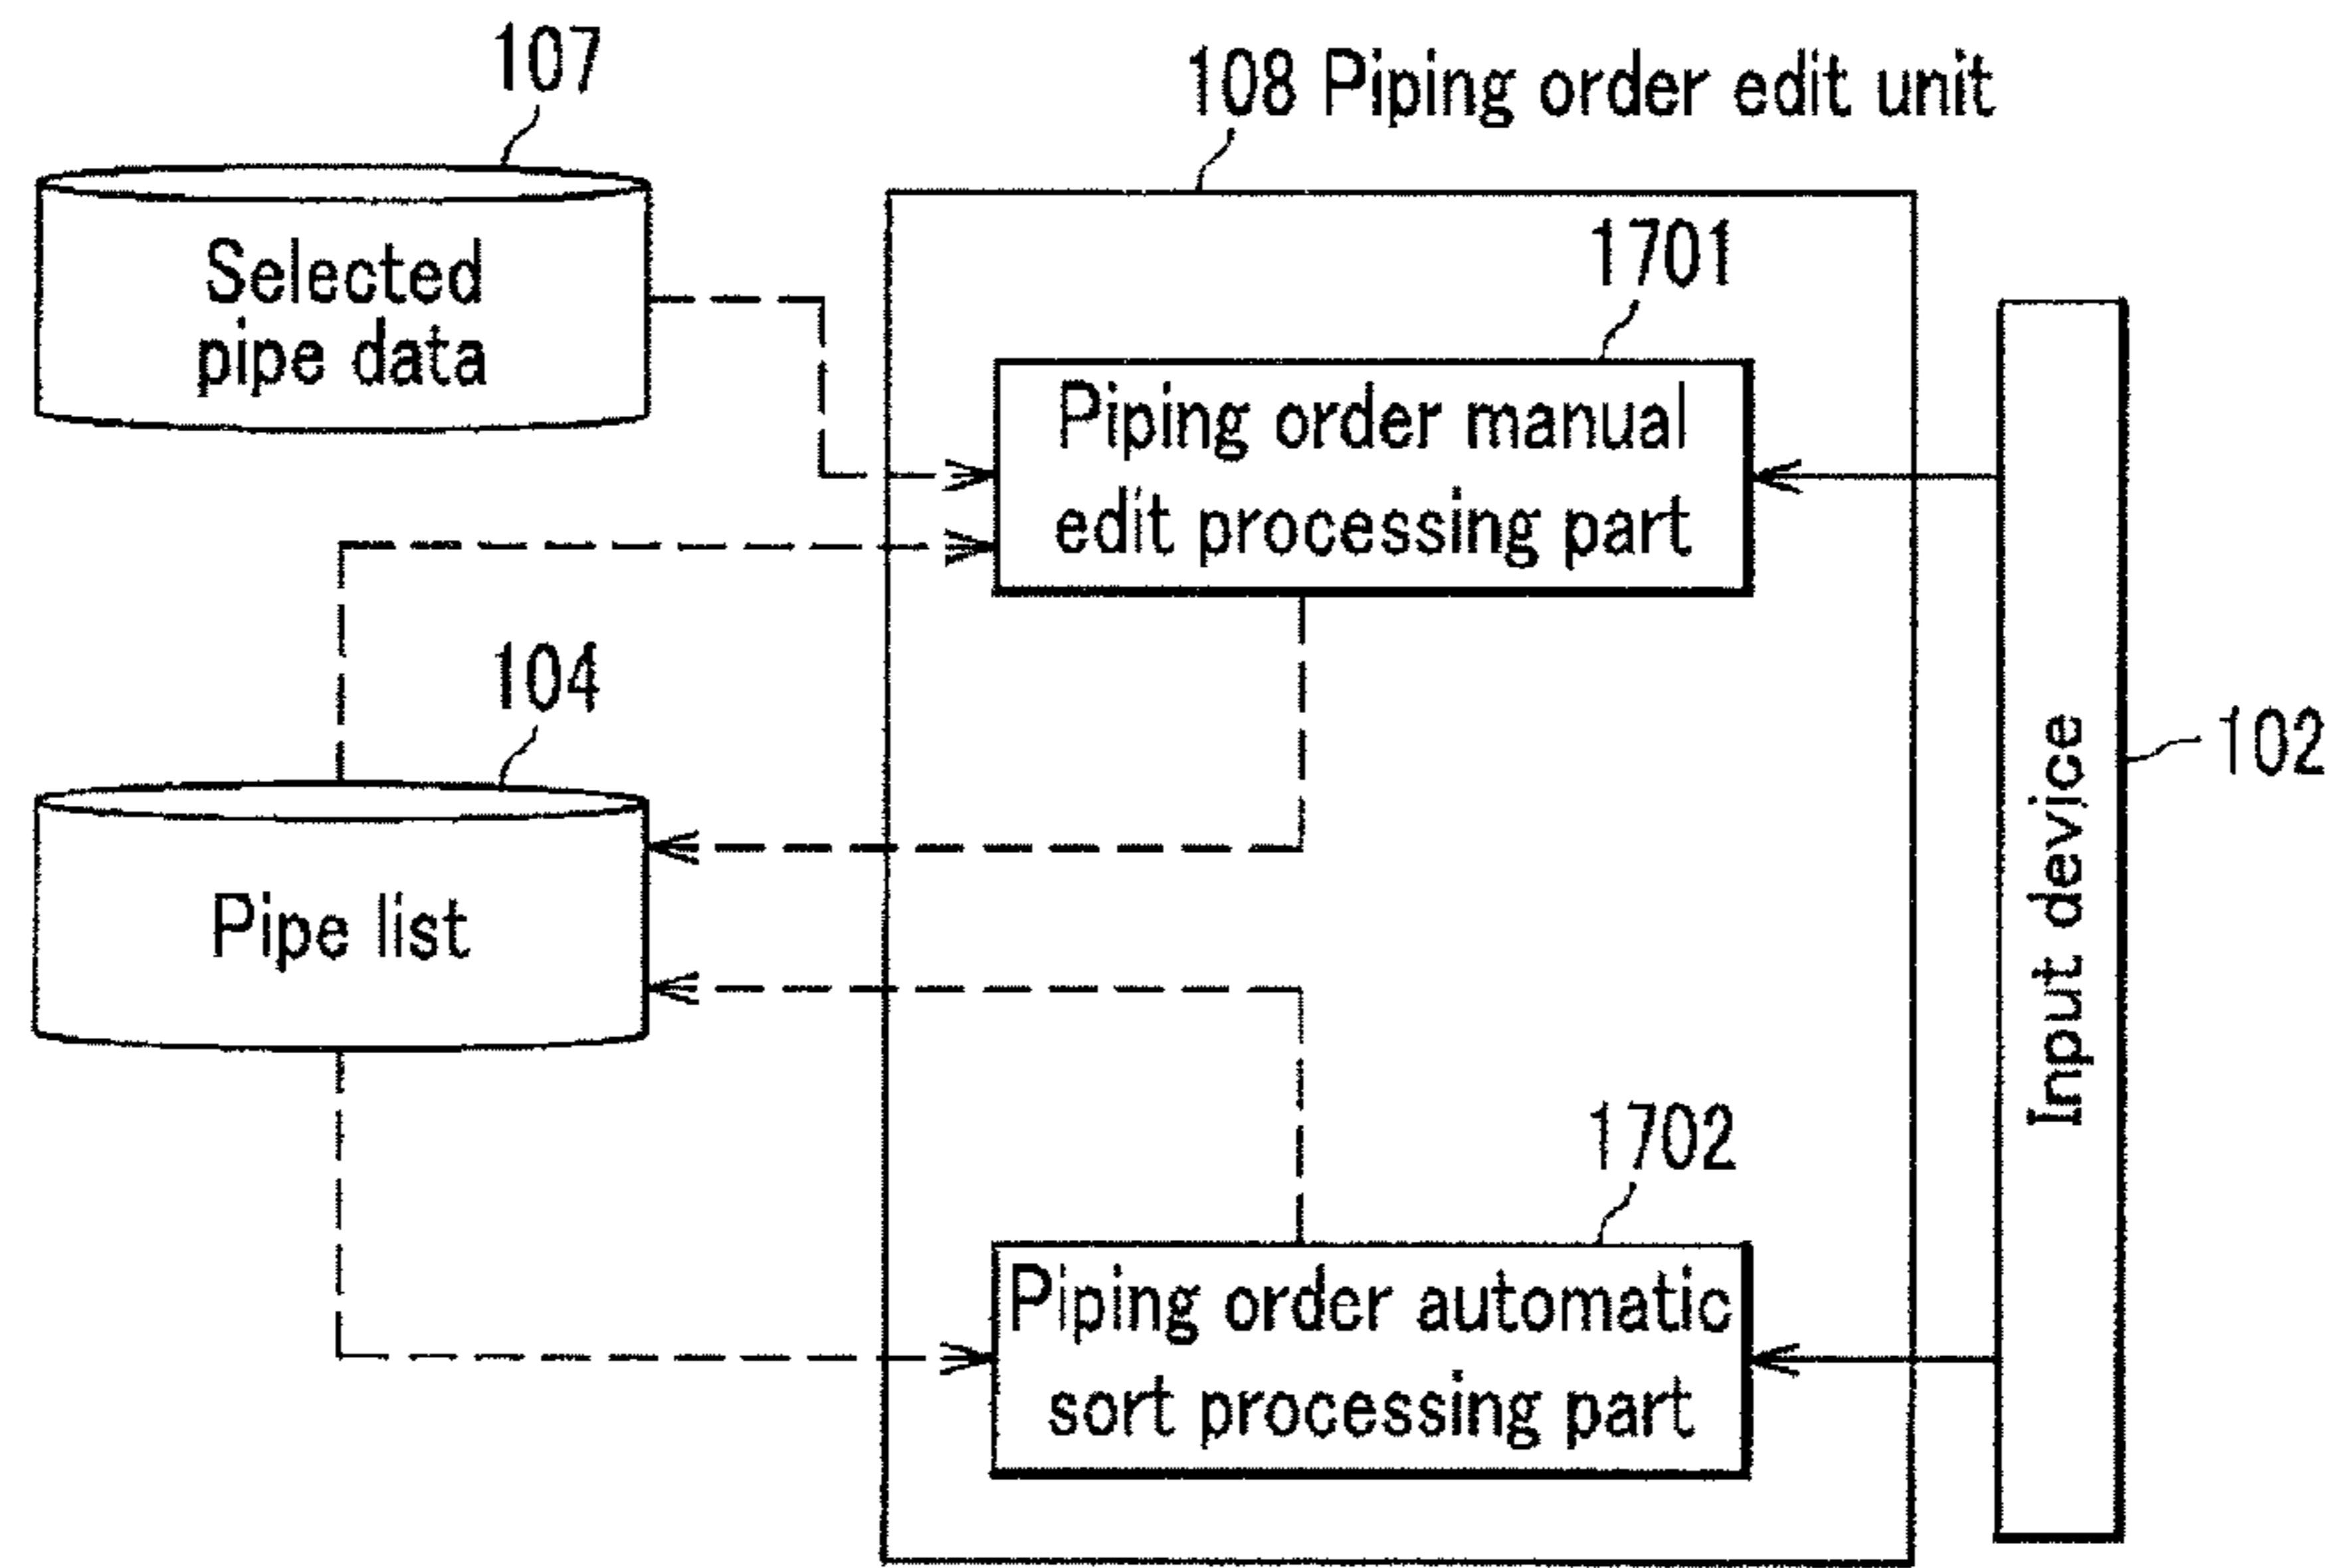 107
108 Piping order edit unit
Selected
pipe data
1701
Piping order manual
edit processing part
104
Pipe list
Input device
102
1702
Piping order automatic
sort processing part